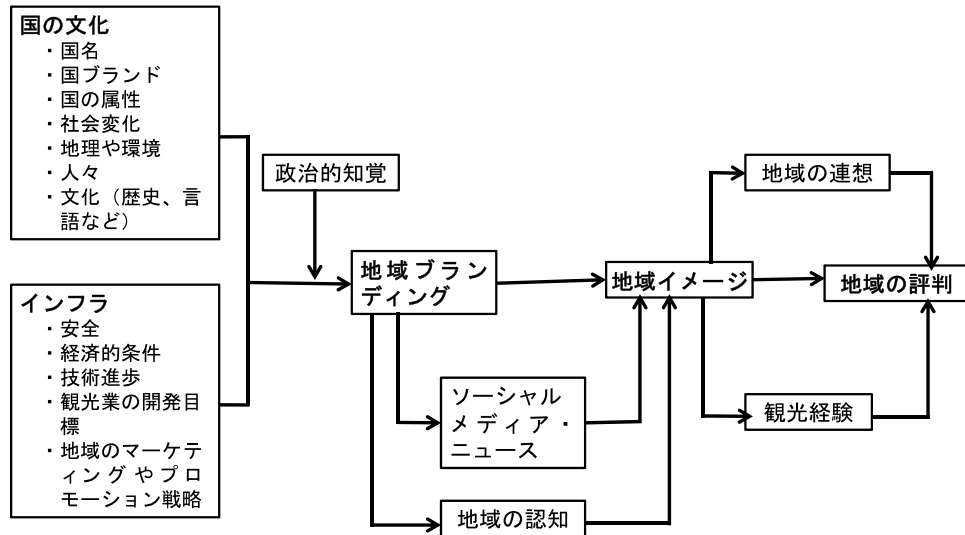 国の文化
・国名
・国ブランド
・国の属性
・社会変化
・地理や環境
・人々
・文化（歴史、言
語など）
インフラ
・安全
・経済的条件
・技術進歩
・観光業の開発目
標
・地域のマーケテ
ィングやプロ
モーション戦略
政治的知覚
地域ブラン
ディング
ソーシャル
メディア・
ニュース
地域の認知
地域イメージ
地域の連想
観光経験
地域の評判